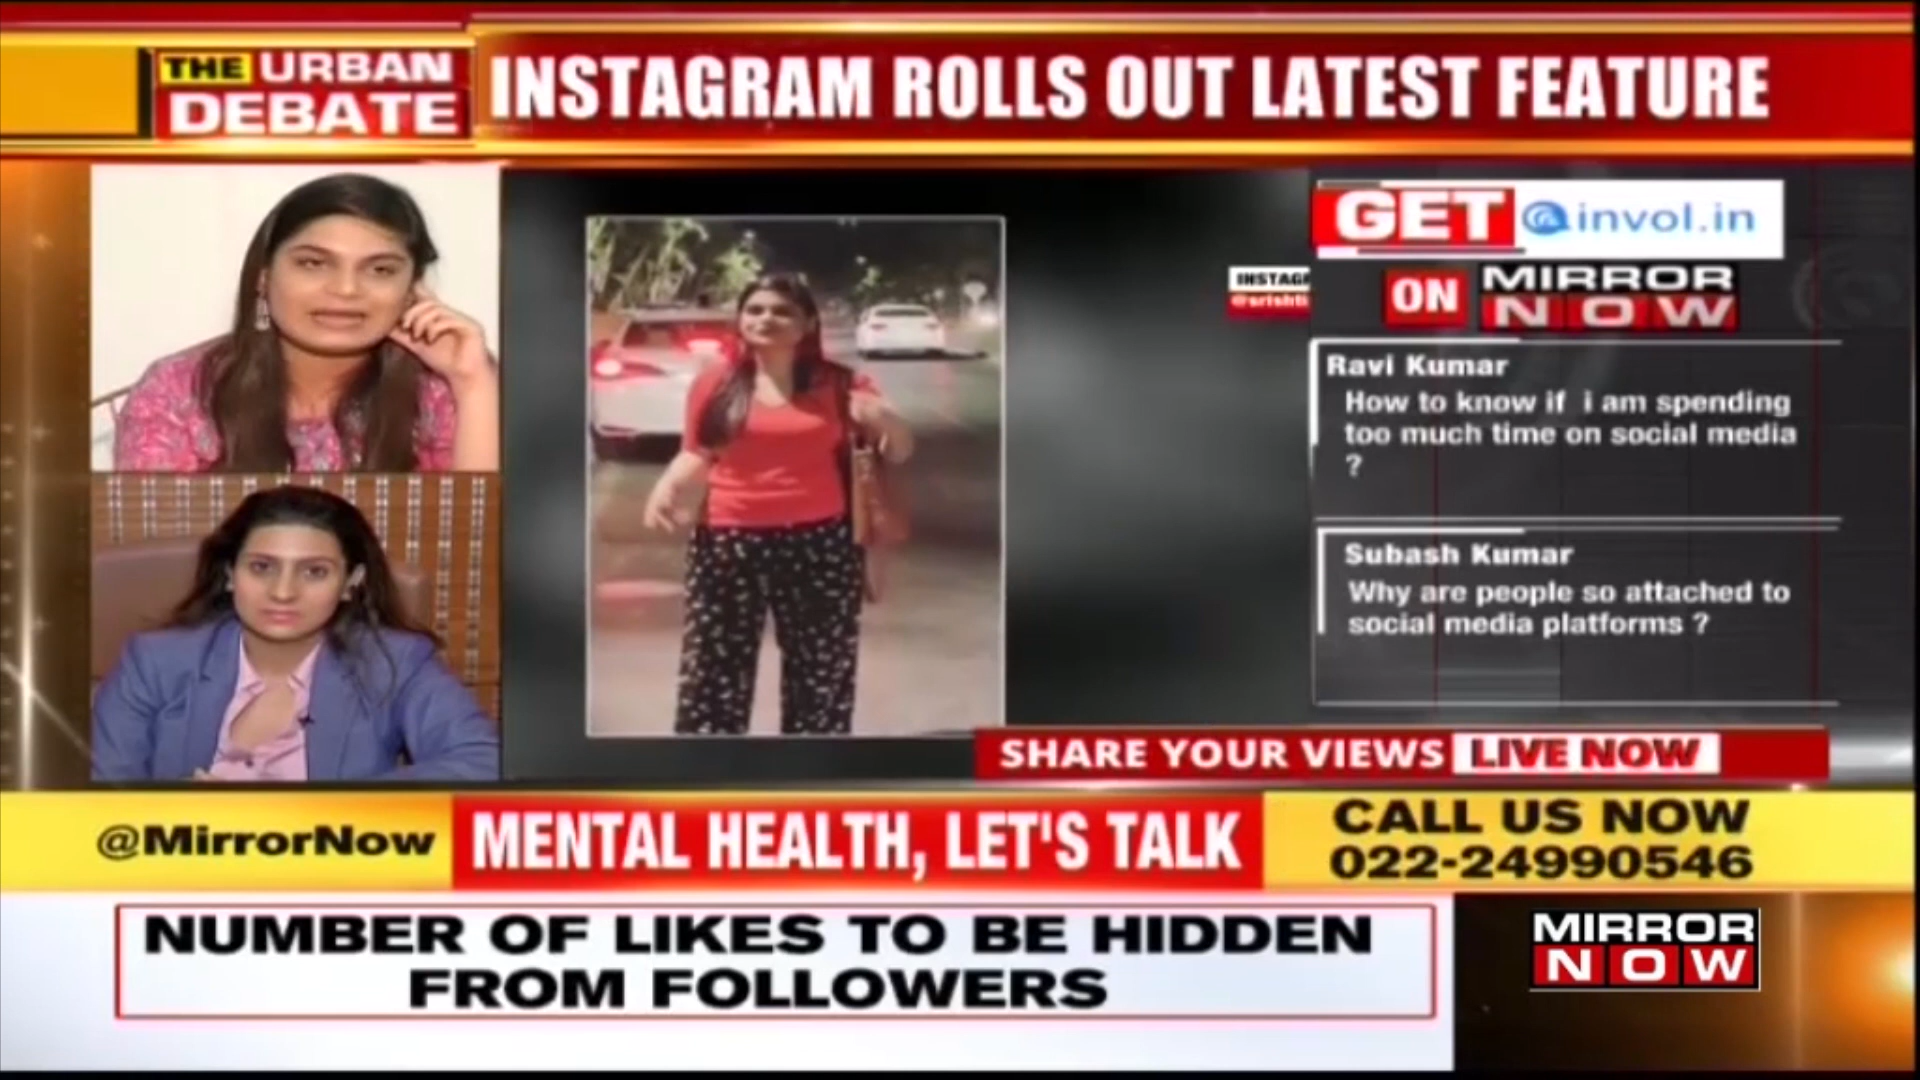 THE URBAN
DEBATE
INSTAGRAM ROLLS OUT LATEST FEATURE
GET @invol.in
ON MIRROR
NOW
Ravi Kumar
How to know if i am spending
too much time on social media
?
Subash Kumar
Why are people so attached to
social media platforms ?
SHARE YOUR VIEWS LIVE NOW
@MirrorNow
MENTAL HEALTH, LET'S TALK
CALL US NOW
022-24990546
NUMBER OF LIKES TO BE HIDDEN
FROM FOLLOWERS
MIRROR
NOW